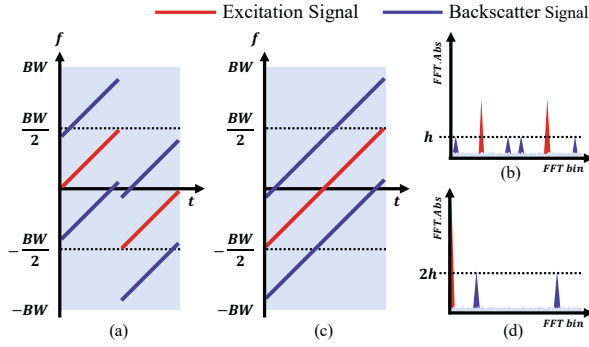 Excitation Signal
Backscatter Signal
f
BW
BW/2
t
-BW/2
-BW
(a)
f
BW
BW/2
t
-BW/2
-BW
(c)
FFT.Abs
h
FFT bin
(b)
FFT.Abs
2h
FFT bin
(d)